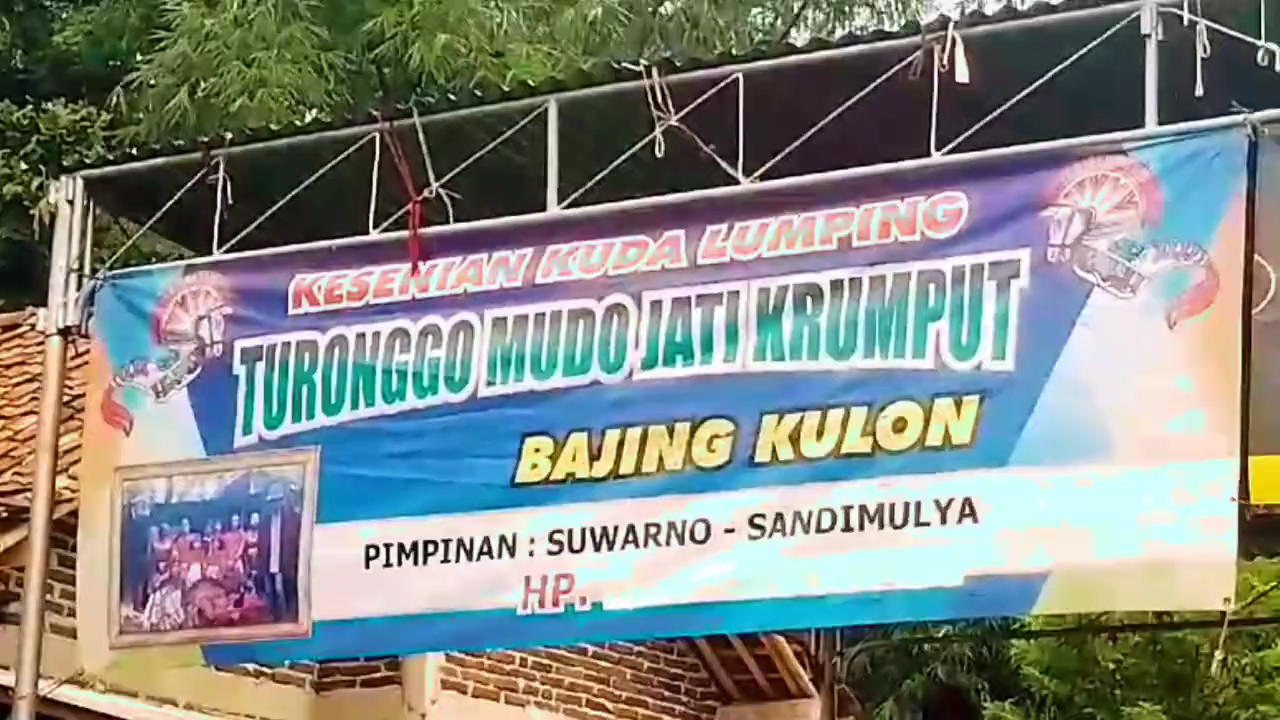 KESENIAN KUDA LUMPING
TURONGGO MUDO JATI KRUMPUT
BAJING KULON
PIMPINAN : SUWARNO - SANDIMULYA
HP.